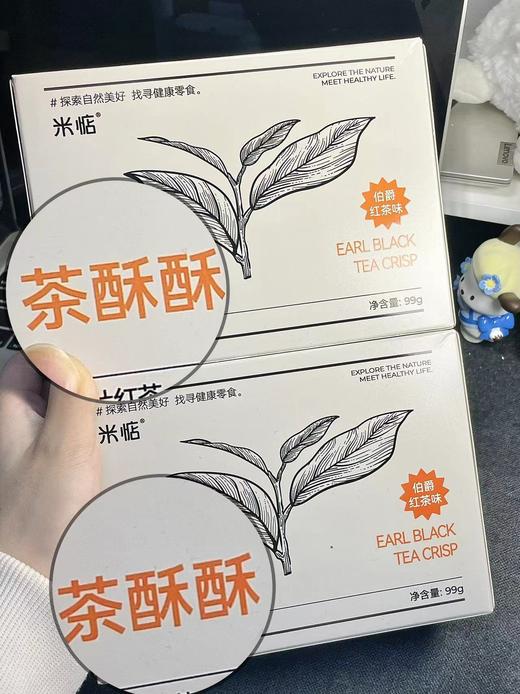 # 探索自然美好 找寻健康零食。
EXPLORE THE NATURE
MEET HEALTHY LIFE.
米惦®
伯爵
红茶味
EARL BLACK
TEA CRISP
茶酥酥
净含量: 99g
红茶
# 探索自然美好 找寻健康零食。
EXPLORE THE NATURE
MEET HEALTHY LIFE.
米惦®
伯爵
红茶味
EARL BLACK
TEA CRISP
茶酥酥
净含量: 99g
Lenovo